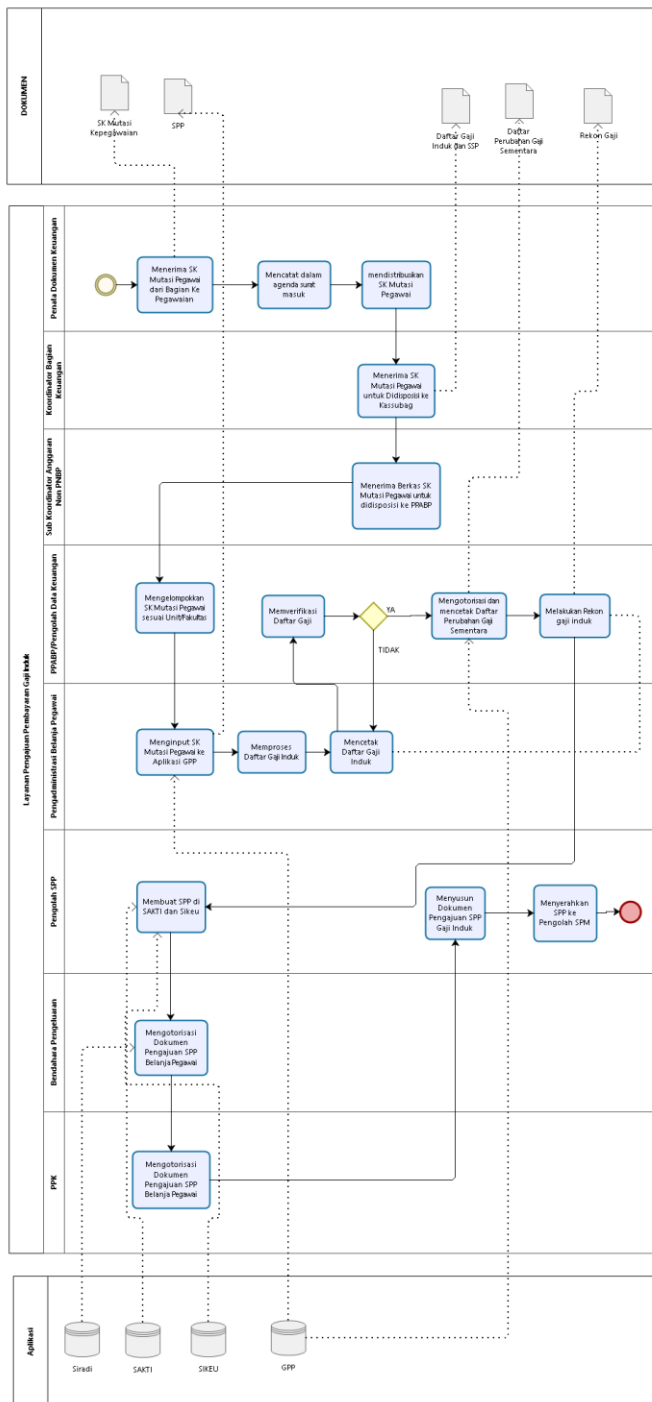 DOKUMEN
SK Mutasi
Kepegawaian
SPP
Daftar Gaji
Induk dan SSP
Daftar
Perubahan Gaji
Sementara
Rekon Gaji
Layanan Pengajuan Pembayaran Gaji Induk
Penata Dokumen Keuangan
Menerima SK
Mutasi Pegawai
dari Bagian Ke
Pegawaian
Mencatat dalam
agenda surat
masuk
mendistribusikan
SK Mutasi
Pegawai
Koordinator Bagian
Keuangan
Menerima SK
Mutasi Pegawai
untuk Didisposi ke
Kassubag
Sub Koordinator Anggaran
Non PNBP
Menerima Berkas SK
Mutasi Pegawai untuk
didisposi ke PPABP
PPABP/Pengolah Data Keuangan
Mengelompokkan
SK Mutasi Pegawai
sesuai Unit/Fakultas
Memverifikasi
Daftar Gaji
YA
TIDAK
Mengotorisasi dan
mencetak Daftar
Perubahan Gaji
Sementara
Melakukan Rekon
gaji induk
Pengadministrasi Belanja Pegawai
Menginput SK
Mutasi Pegawai ke
Aplikasi GPP
Memproses
Daftar Gaji Induk
Mencetak Daftar Gaji
Induk
Pengolah SPP
Membuat SPP di
SAKTI dan Sikeu
Menyusun
Dokumen
Pengajuan SPP
Gaji Induk
Menyerahkan
SPP ke
Pengolah SPM
Bendahara Pengeluaran
Mengotorisasi
Dokumen
Pengajuan SPP
Belanja Pegawai
PPK
Mengotorisasi
Dokumen
Pengajuan SPP
Belanja Pegawai
Aplikasi
Siradi
SAKTI
SIKEU
GPP